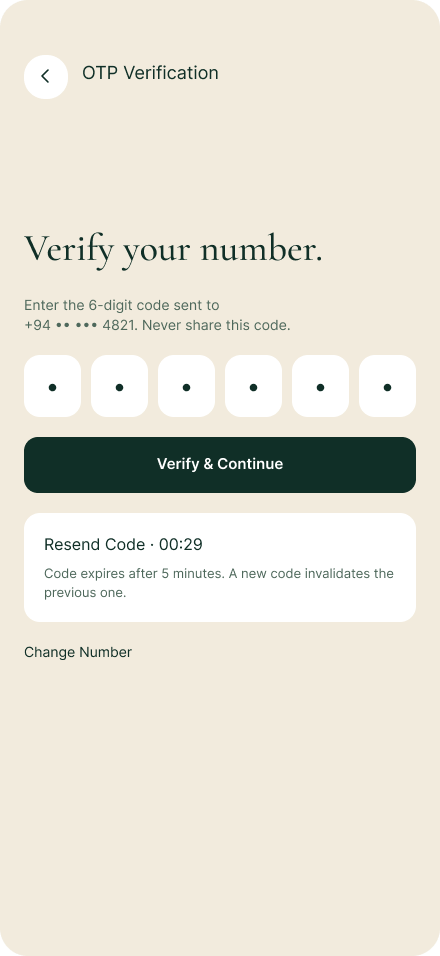 OTP Verification
Verify your number.
Enter the 6-digit code sent to
+94 •• ••• 4821. Never share this code.
• • • • • •
Verify & Continue
Resend Code · 00:29
Code expires after 5 minutes. A new code invalidates the
previous one.
Change Number